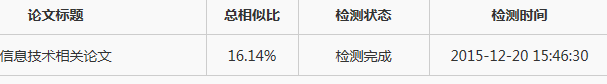 论文标题 总相似比 检测状态 检测时间
信息技术相关论文 16.14% 检测完成 2015-12-20 15:46:30